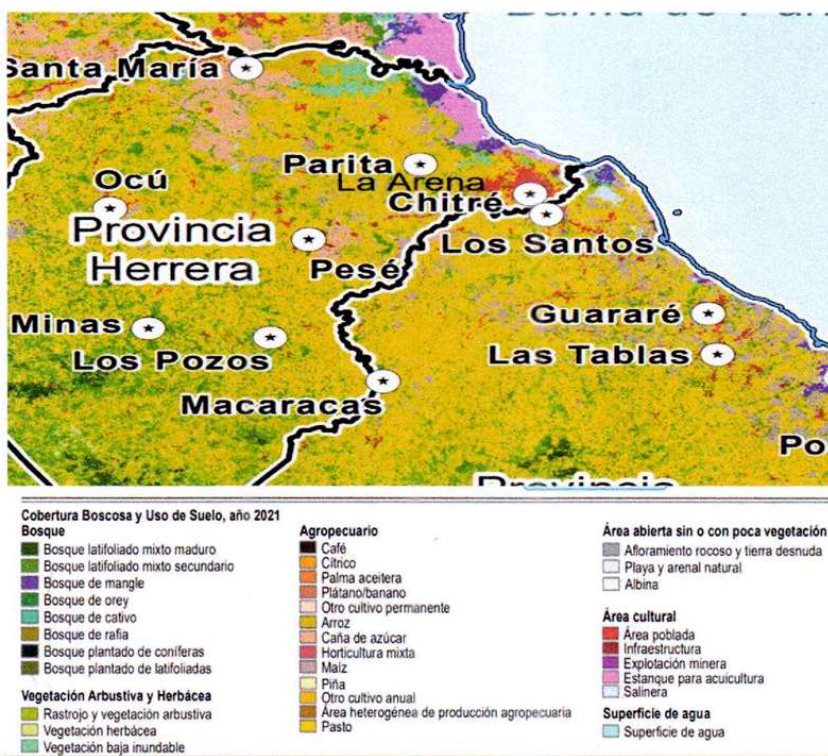 Santa María
Parita
La Arena
Ocú
Chitré
Provincia
Herrera
Los Santos
Pesé
Guararé
Minas
Los Pozos
Las Tablas
Macaracas
Po
Provincia
Cobertura Boscosa y Uso de Suelo, año 2021
Bosque
Bosque latifoliado mixto maduro
Bosque latifoliado mixto secundario
Bosque de mangle
Bosque de orey
Bosque de cativo
Bosque de rafia
Bosque plantado de coníferas
Bosque plantado de latifoliadas
Vegetación Arbustiva y Herbácea
Rastrojo y vegetación arbustiva
Vegetación herbácea
Vegetación baja inundable
Agropecuario
Café
Cítrico
Palma aceitera
Plátano/banano
Otro cultivo permanente
Arroz
Caña de azúcar
Horticultura mixta
Maíz
Piña
Otro cultivo anual
Área heterogénea de producción agropecuaria
Pasto
Área abierta sin o con poca vegetación
Afloramiento rocoso y tierra desnuda
Playa y arenal natural
Albina
Área cultural
Área poblada
Infraestructura
Explotación minera
Estanque para acuicultura
Salinera
Superficie de agua
Superficie de agua